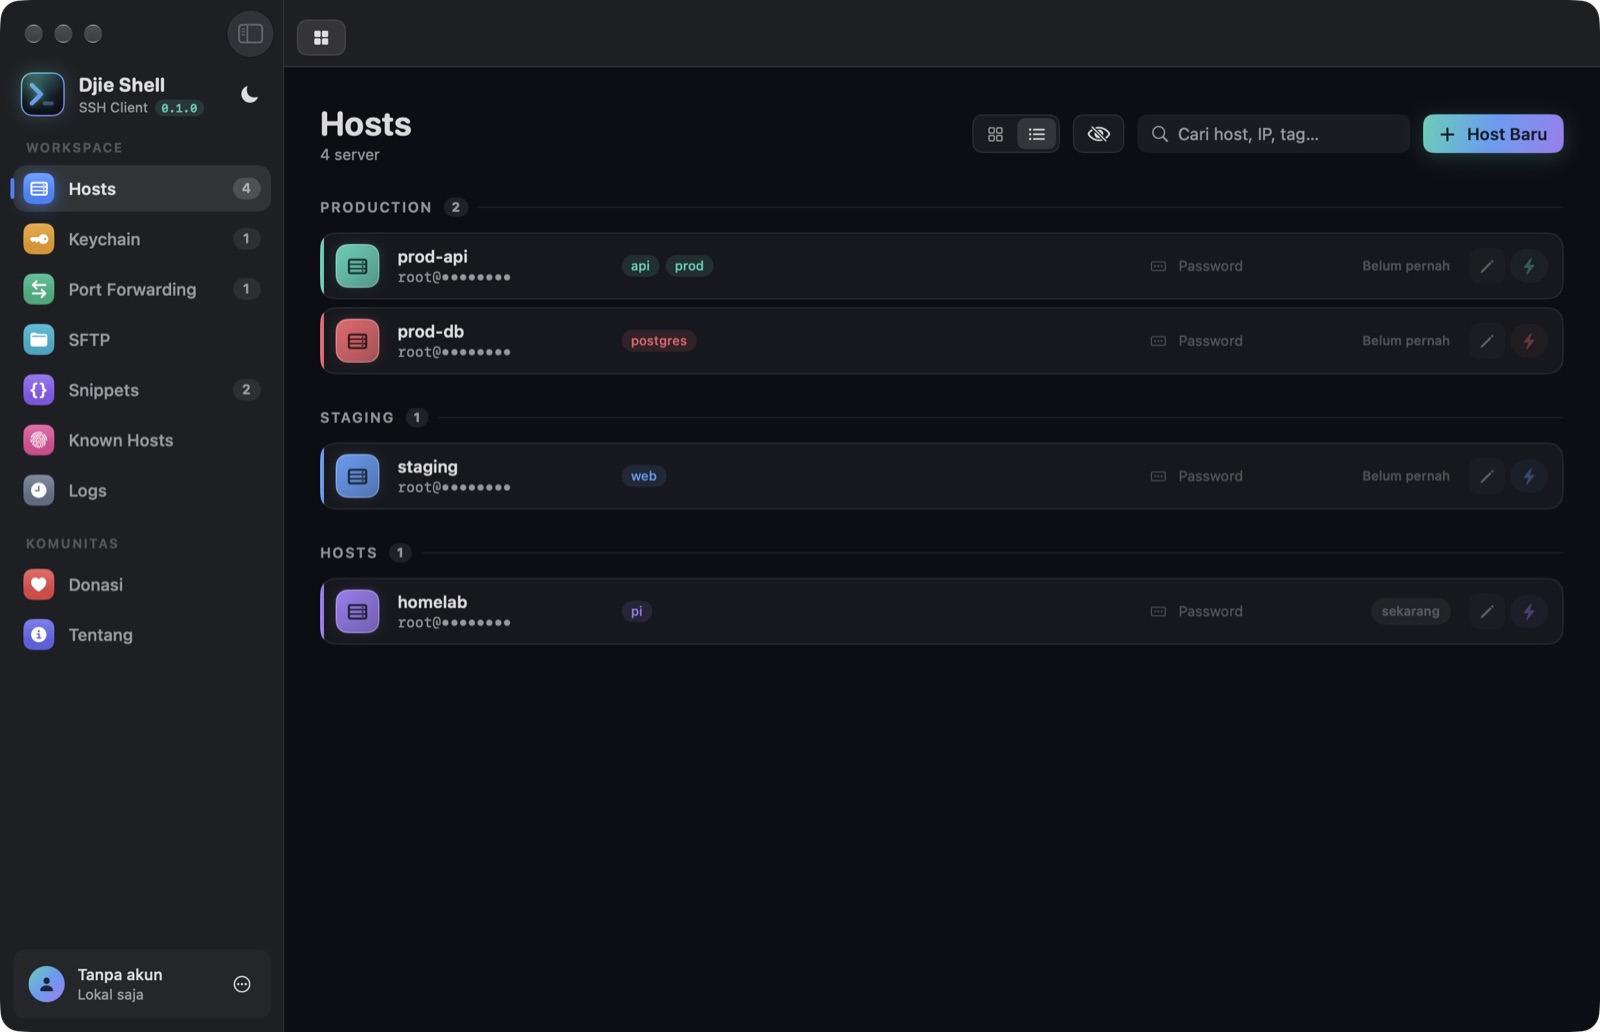 Djie Shell
SSH Client 0.1.0
WORKSPACE
Hosts 4
Keychain 1
Port Forwarding 1
SFTP
Snippets 2
Known Hosts
Logs
KOMUNITAS
Donasi
Tentang
Tanpa akun
Lokal saja
Hosts
4 server
Cari host, IP, tag...
+ Host Baru
PRODUCTION 2
prod-api
root@••••••••
api prod
Password
Belum pernah
prod-db
root@••••••••
postgres
Password
Belum pernah
STAGING 1
staging
root@••••••••
web
Password
Belum pernah
HOSTS 1
homelab
root@••••••••
pi
Password
sekarang